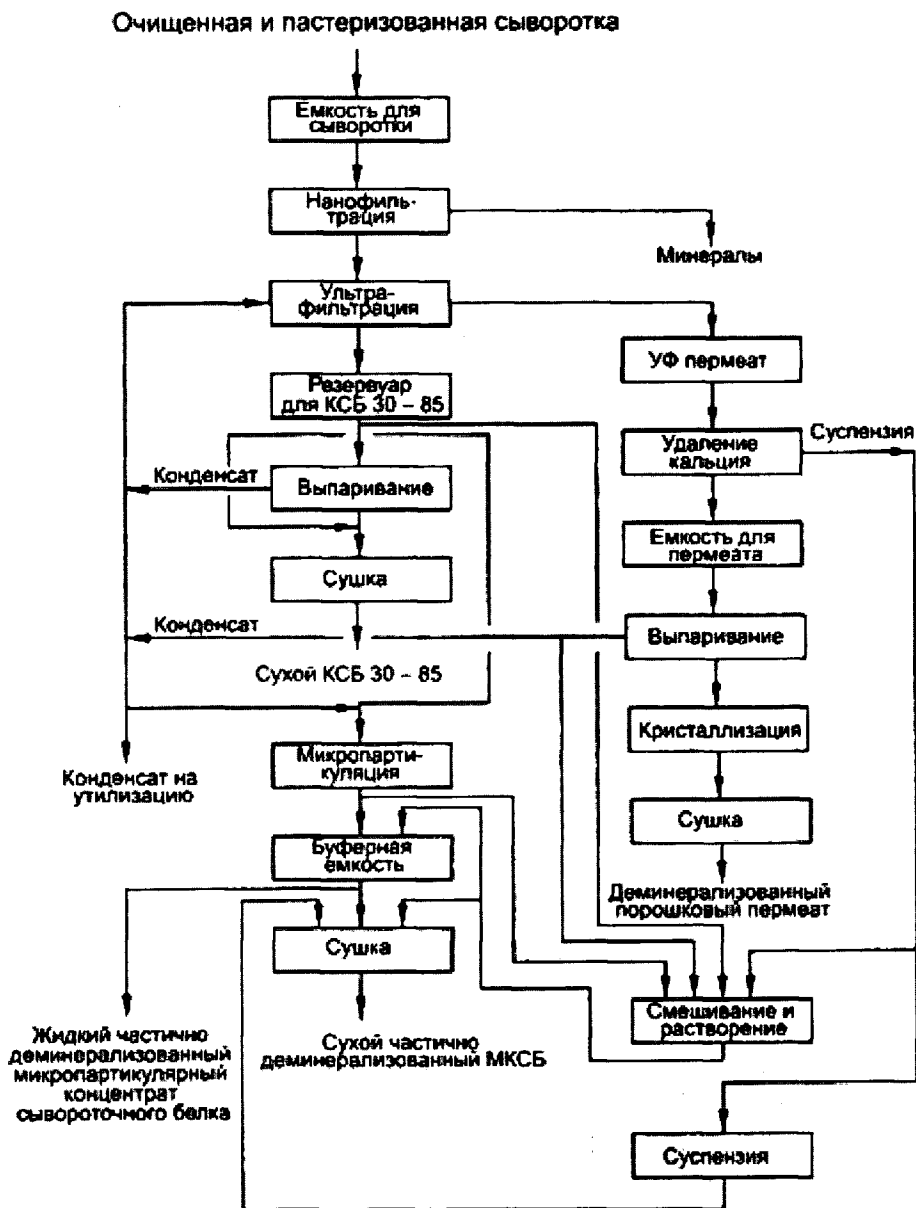 Очищенная и пастеризованная сыворотка
Емкость для
сыворотки
Нанофиль-
трация
Минералы
Ультра-
фильтрация
УФ пермеат
Резервуар
для КСБ 30 – 85
Суспензия
Удаление
кальция
Конденсат
Выпаривание
Емкость для
пермеата
Сушка
Конденсат
Выпаривание
Сухой КСБ 30 – 85
Кристаллизация
Микропарти-
куляция
Конденсат на
утилизацию
Сушка
Буферная
емкость
Деминерализованный
порошковый пермеат
Сушка
Смешивание и
растворение
Жидкий частично
деминерализованный
микропартикулярный
концентрат
сывороточного белка
Сухой частично
деминерализованный МКСБ
Суспензия